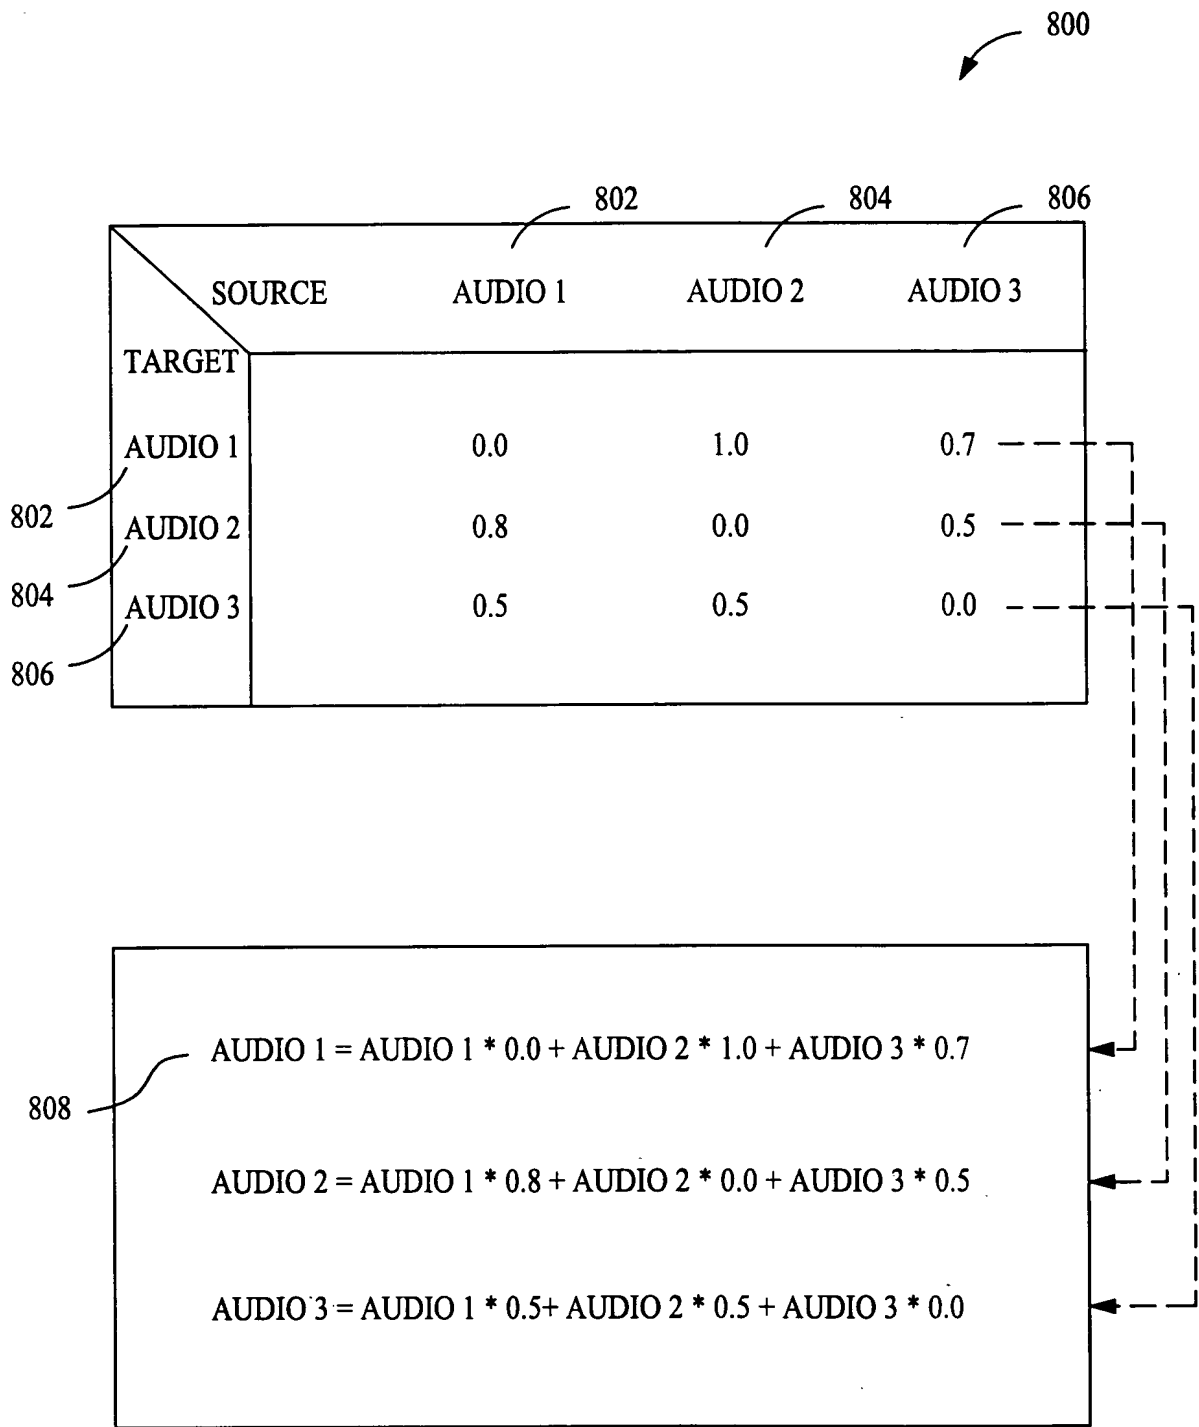 800
802 804 806
SOURCE AUDIO 1 AUDIO 2 AUDIO 3
TARGET
AUDIO 1 0.0 1.0 0.7
802
AUDIO 2 0.8 0.0 0.5
804
AUDIO 3 0.5 0.5 0.0
806
AUDIO 1 = AUDIO 1 * 0.0 + AUDIO 2 * 1.0 + AUDIO 3 * 0.7
808
AUDIO 2 = AUDIO 1 * 0.8 + AUDIO 2 * 0.0 + AUDIO 3 * 0.5
AUDIO 3 = AUDIO 1 * 0.5+ AUDIO 2 * 0.5 + AUDIO 3 * 0.0